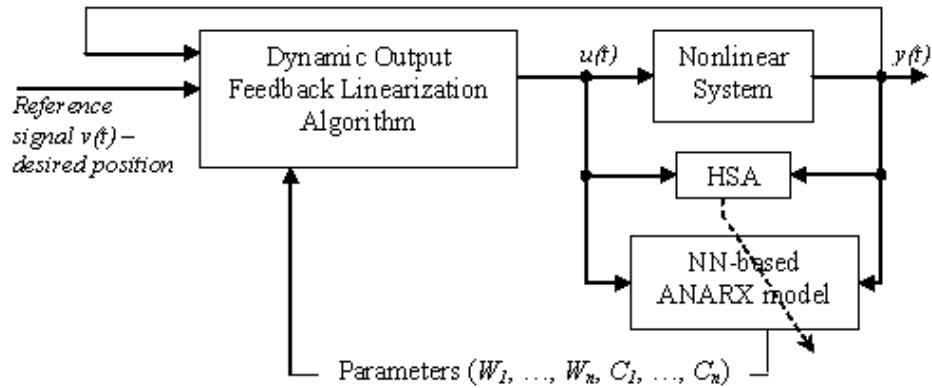 Dynamic Output
Feedback Linearization
Algorithm
u(t)
Nonlinear
System
y(t)
Reference
signal v(t) –
desired position
HSA
NN-based
ANARX model
Parameters (W1, …, Wn, C1, …, Cn)